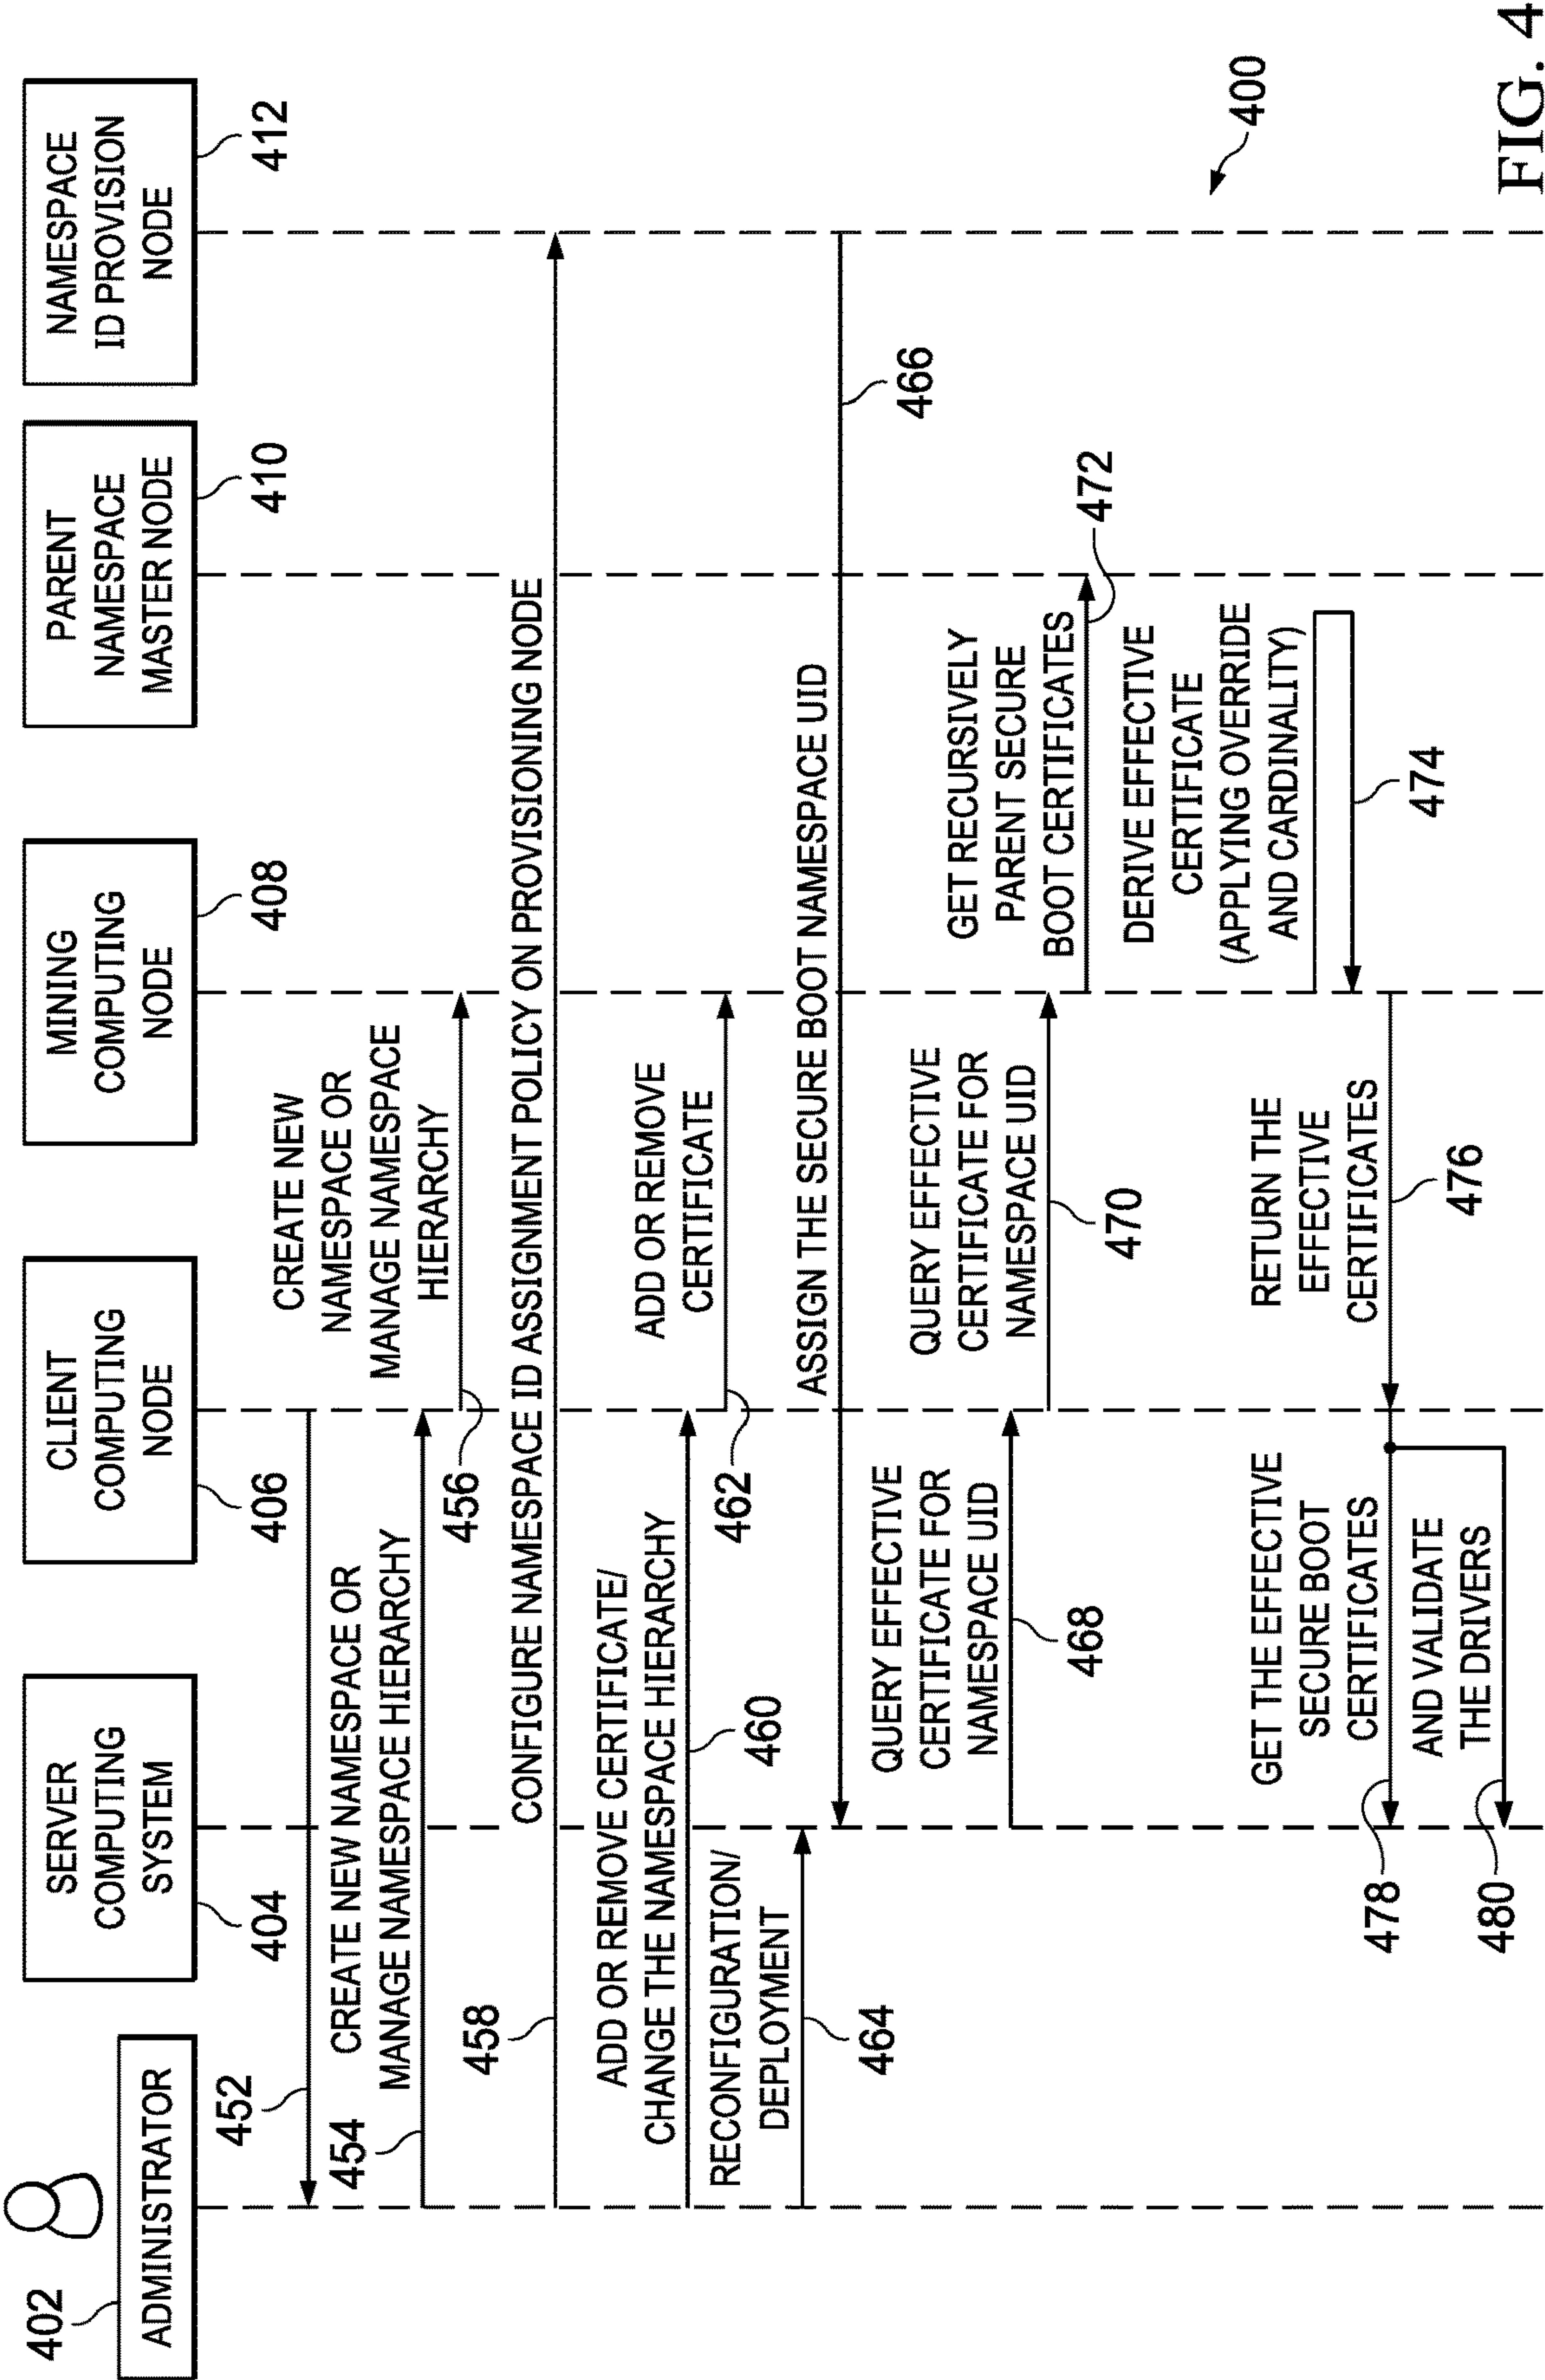 402
ADMINISTRATOR
SERVER
COMPUTING
SYSTEM
404
CLIENT
COMPUTING
NODE
406
MINING
COMPUTING
NODE
408
PARENT
NAMESPACE
MASTER NODE
410
NAMESPACE
ID PROVISION
NODE
412
452
CREATE NEW NAMESPACE OR
MANAGE NAMESPACE HIERARCHY
454
CREATE NEW
NAMESPACE OR
MANAGE NAMESPACE
HIERARCHY
456
CONFIGURE NAMESPACE ID ASSIGNMENT POLICY ON PROVISIONING NODE
458
ADD OR REMOVE CERTIFICATE/
CHANGE THE NAMESPACE HIERARCHY
460
ADD OR REMOVE
CERTIFICATE
462
RECONFIGURATION/
DEPLOYMENT
464
ASSIGN THE SECURE BOOT NAMESPACE UID
466
QUERY EFFECTIVE
CERTIFICATE FOR
NAMESPACE UID
468
QUERY EFFECTIVE
CERTIFICATE FOR
NAMESPACE UID
470
GET RECURSIVELY
PARENT SECURE
BOOT CERTIFICATES
472
DERIVE EFFECTIVE
CERTIFICATE
(APPLYING OVERRIDE
AND CARDINALITY)
474
RETURN THE
EFFECTIVE
CERTIFICATES
476
GET THE EFFECTIVE
SECURE BOOT
CERTIFICATES
478
AND VALIDATE
THE DRIVERS
480
400
FIG. 4